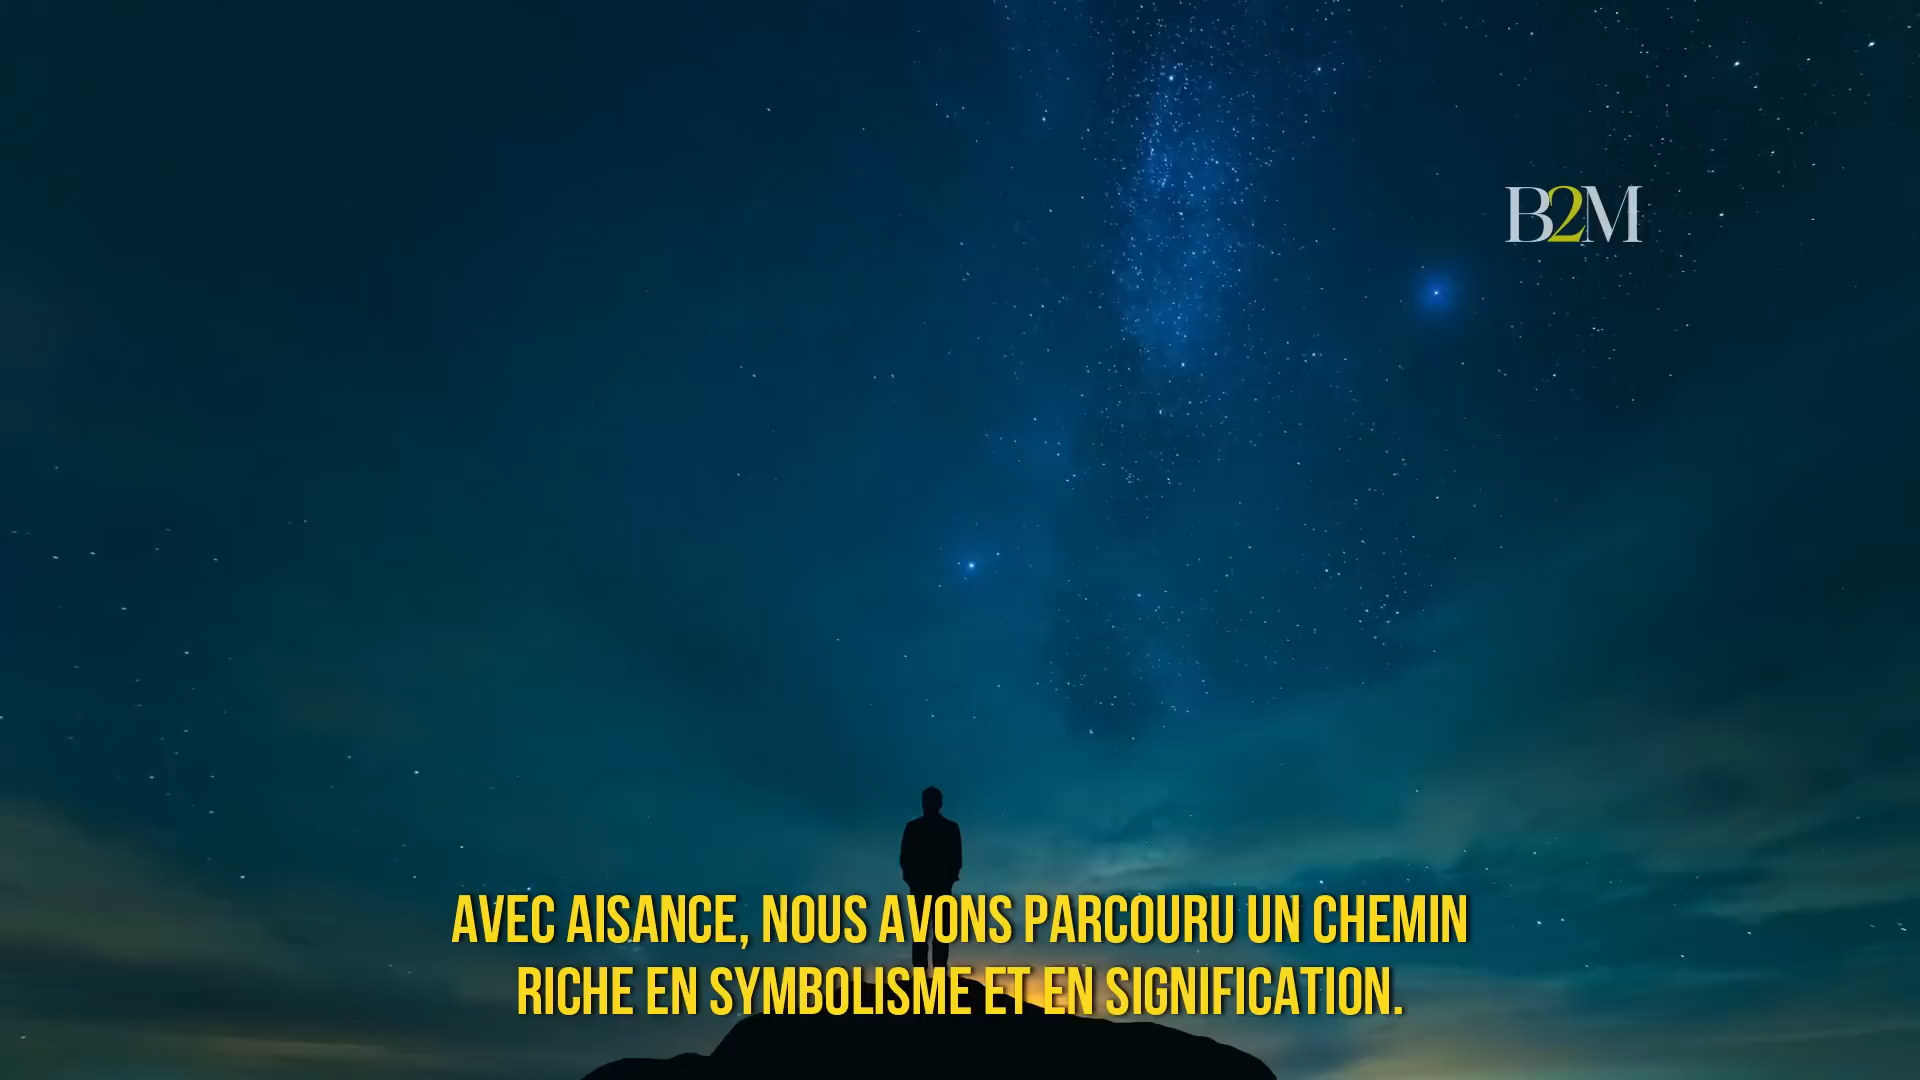 B2M
AVEC AISANCE, NOUS AVONS PARCOURU UN CHEMIN
RICHE EN SYMBOLISME ET EN SIGNIFICATION.